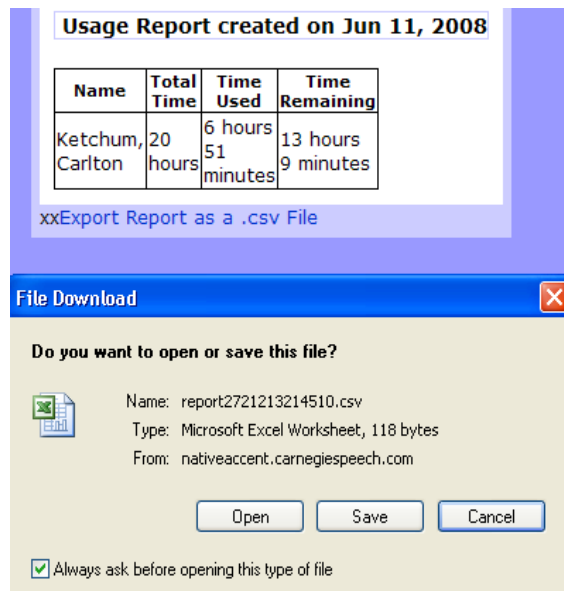 Usage Report created on Jun 11, 2008
Name Total Time Time Used Time Remaining
Ketchum, Carlton 20 hours 6 hours 51 minutes 13 hours 9 minutes
xxExport Report as a .csv File
File Download
Do you want to open or save this file?
Name: report2721213214510.csv
Type: Microsoft Excel Worksheet, 118 bytes
From: nativeaccent.carnegiespeech.com
Open Save Cancel
Always ask before opening this type of file